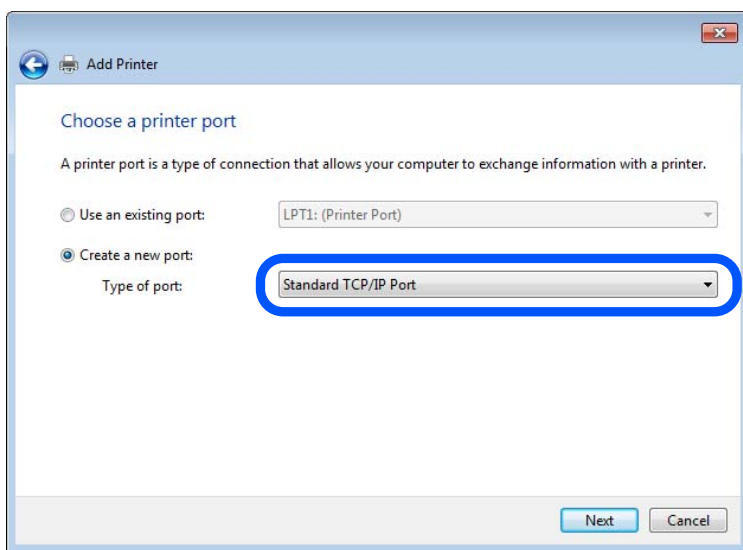 Add Printer
Choose a printer port
A printer port is a type of connection that allows your computer to exchange information with a printer.
Use an existing port: LPT1: (Printer Port)
Create a new port:
Type of port: Standard TCP/IP Port
Next Cancel